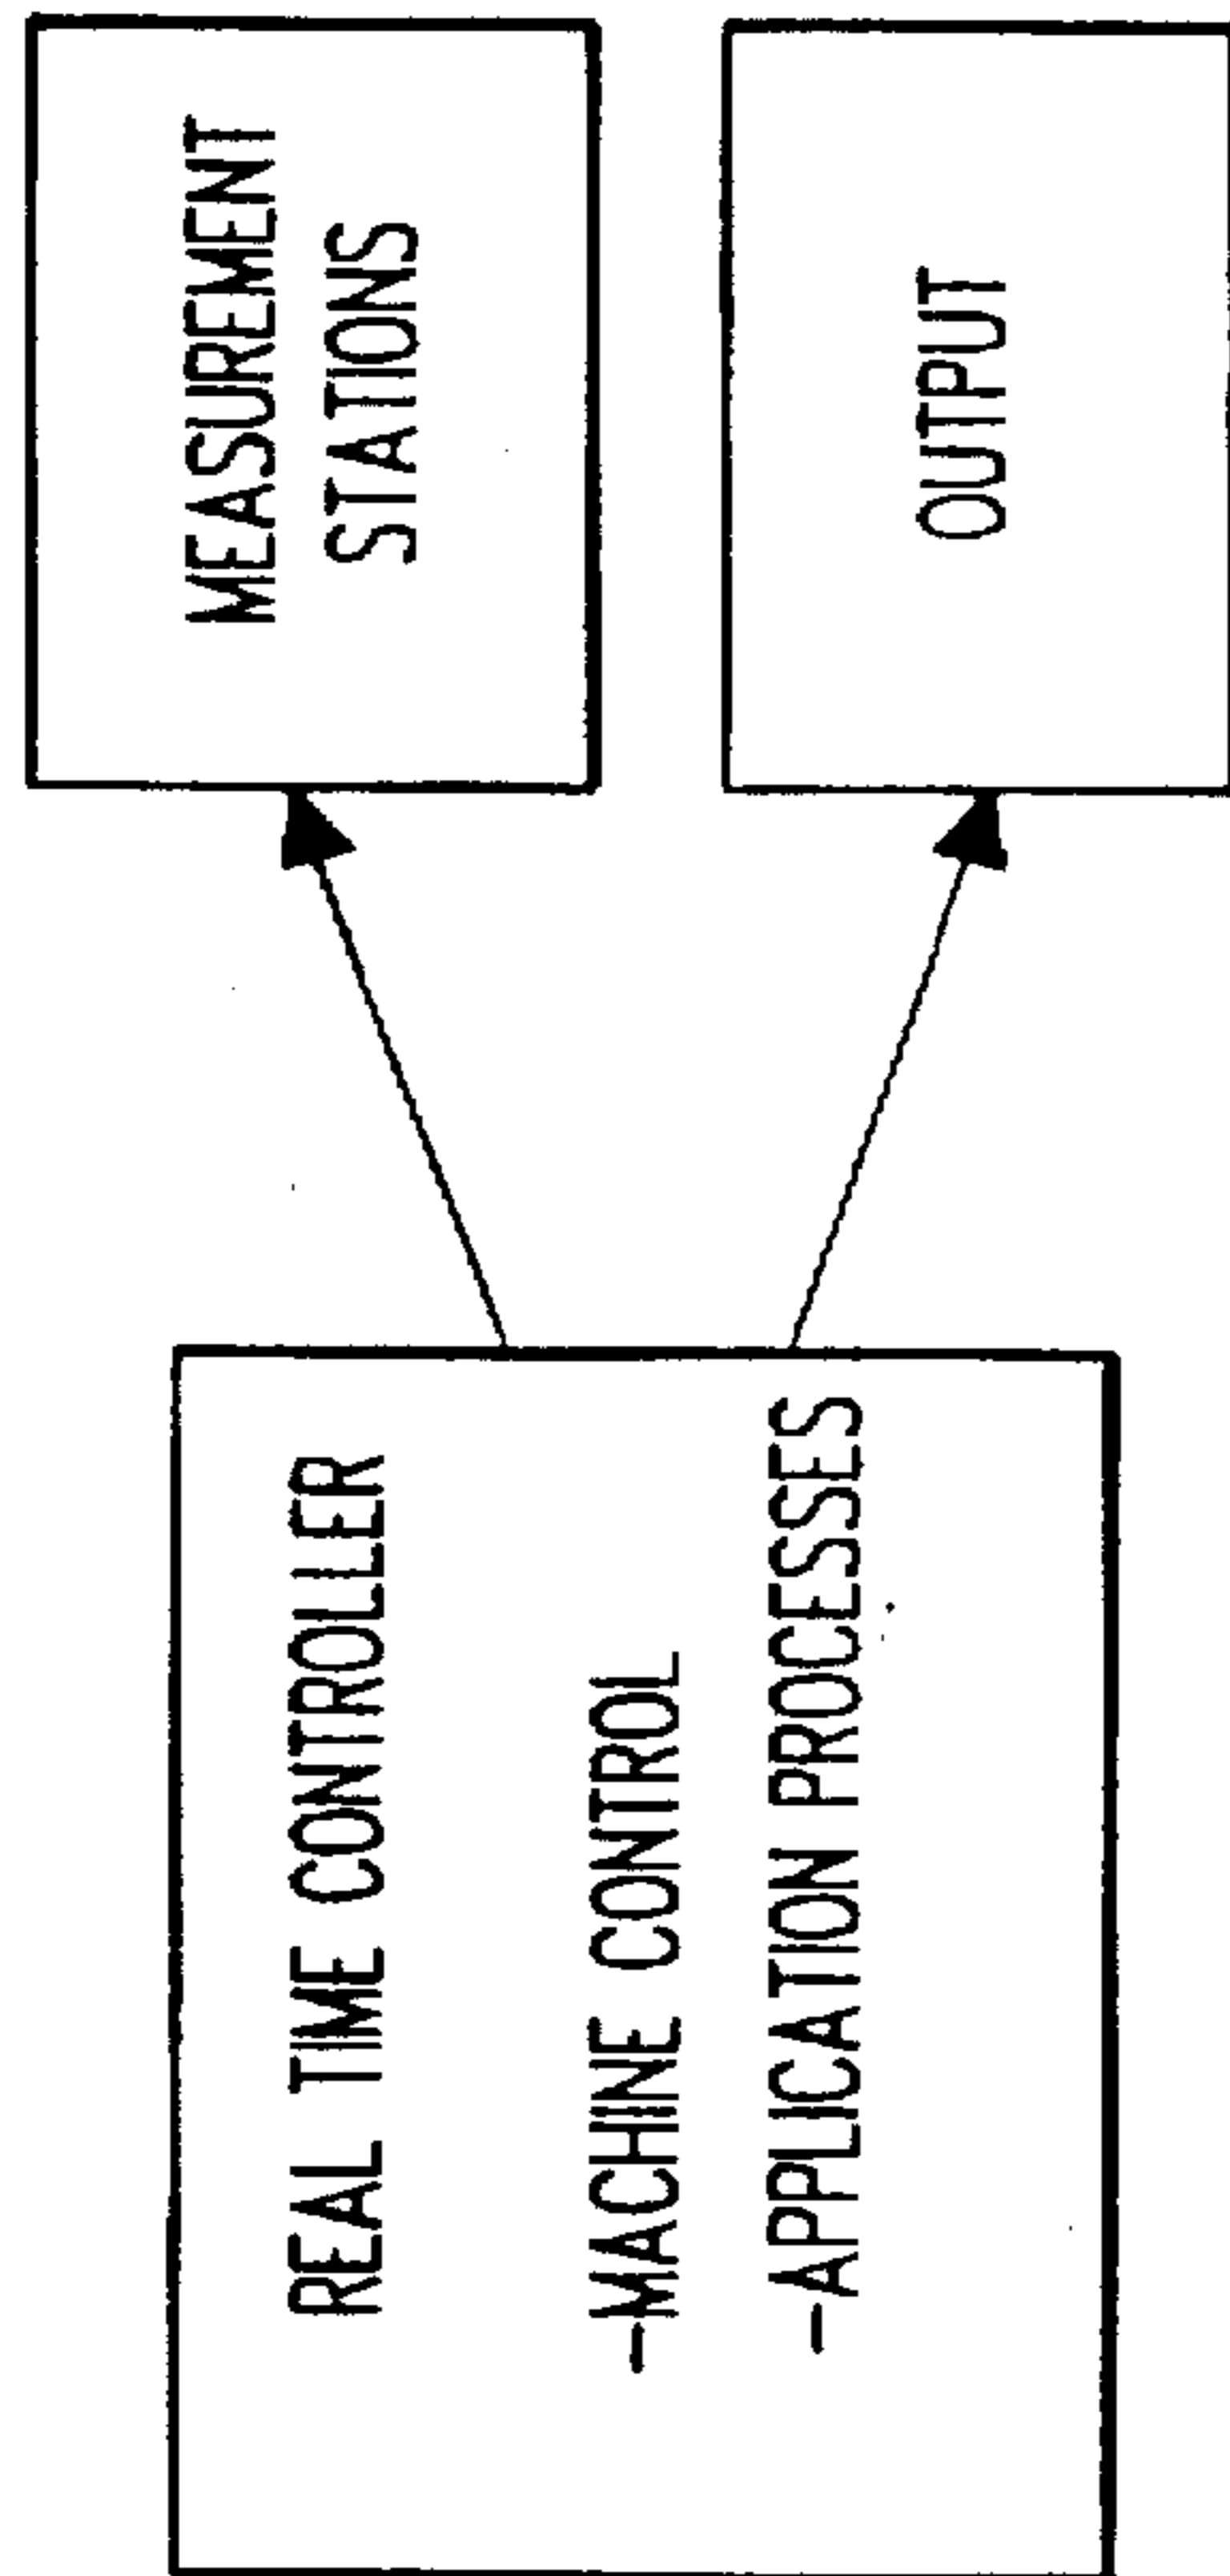 REAL TIME CONTROLLER
-MACHINE CONTROL
-APPLICATION PROCESSES
MEASUREMENT
STATIONS
OUTPUT